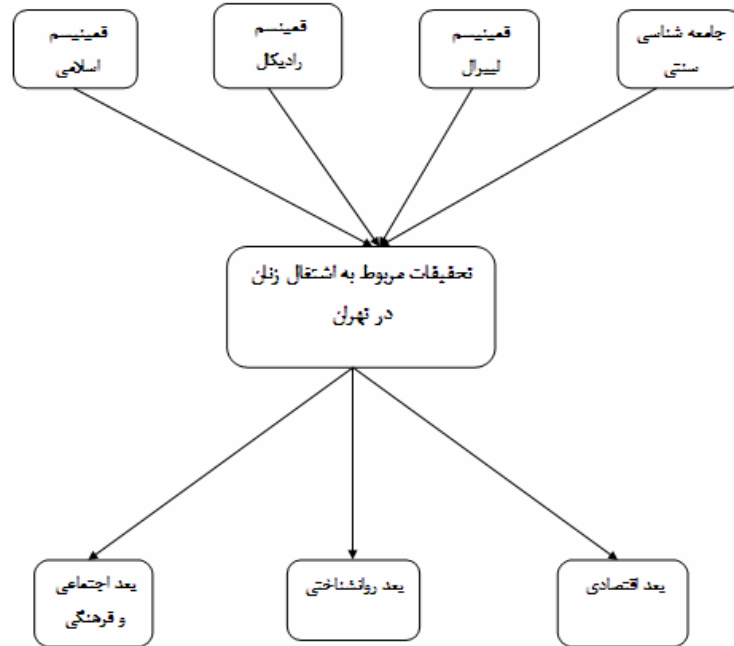 جامعه شناسی
سنتی
فمینیسم
لیبرال
فمینسم
رادیکال
فمینیسم
اسلامی
تحقیقات مربوط به اشتغال زنان
در تهران
بعد اقتصادی
بعد روانشناختی
بعد اجتماعی
و فرهنگی